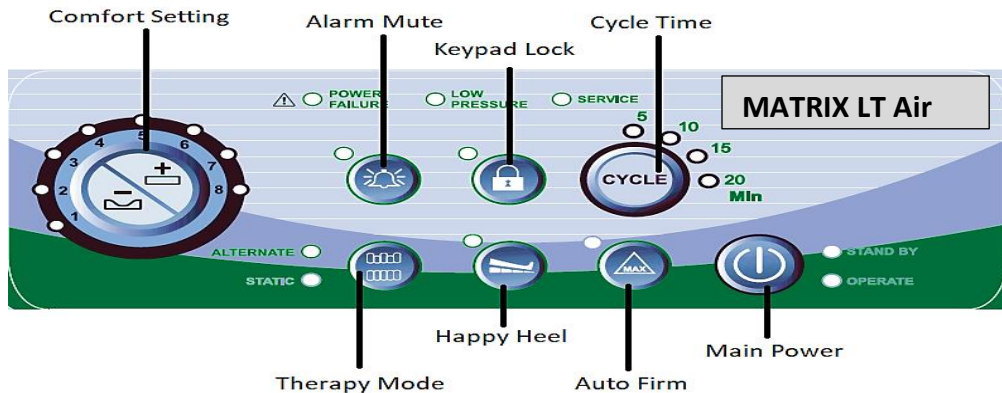 Comfort Setting
Alarm Mute
Keypad Lock
Cycle Time
MATRIX LT Air
POWER
FAILURE
LOW
PRESSURE
SERVICE
1
2
3
4
5
6
7
8
+
-
CYCLE
5
10
15
20
Min
ALTERNATE
STATIC
MAX
STAND BY
OPERATE
Therapy Mode
Happy Heel
Auto Firm
Main Power